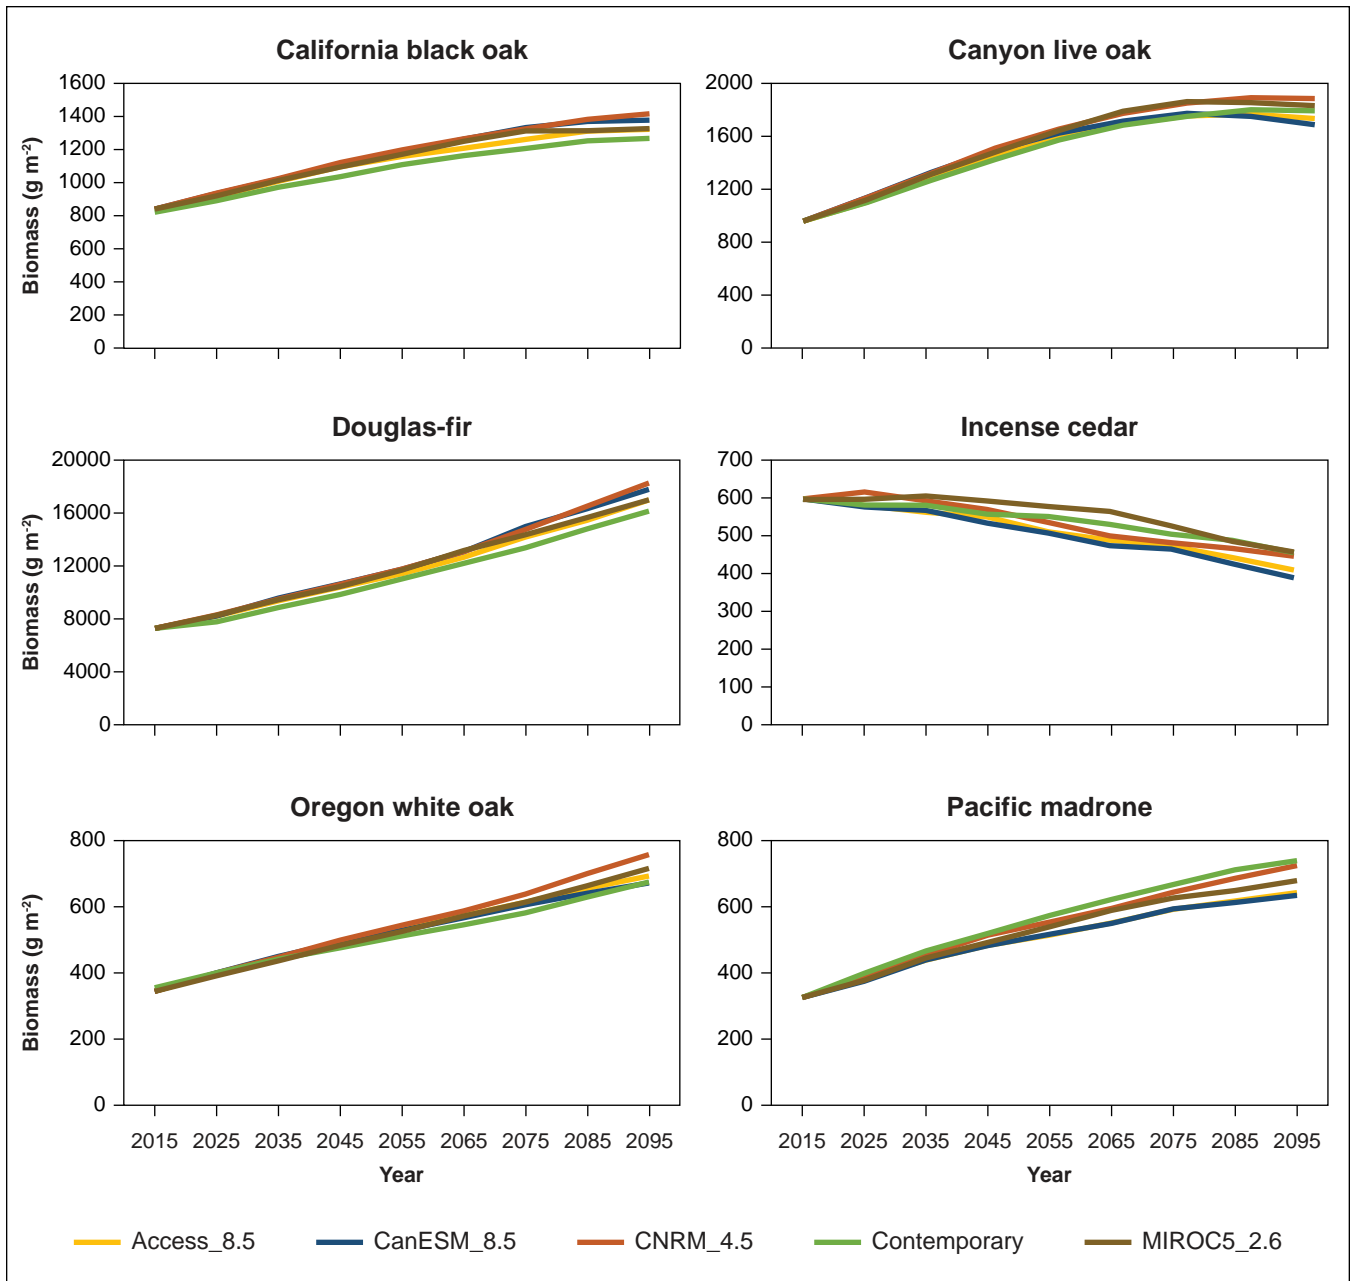 California black oak
Canyon live oak
Biomass (g m-2)
1600
1400
1200
1000
800
600
400
200
0
2000
1600
1200
800
400
0
Douglas-fir
Incense cedar
Biomass (g m-2)
20000
16000
12000
8000
4000
0
700
600
500
400
300
200
100
0
Oregon white oak
Pacific madrone
Biomass (g m-2)
800
600
400
200
0
800
600
400
200
0
2015 2025 2035 2045 2055 2065 2075 2085 2095
2015 2025 2035 2045 2055 2065 2075 2085 2095
Year
Year
Access_8.5 CanESM_8.5 CNRM_4.5 Contemporary MIROC5_2.6